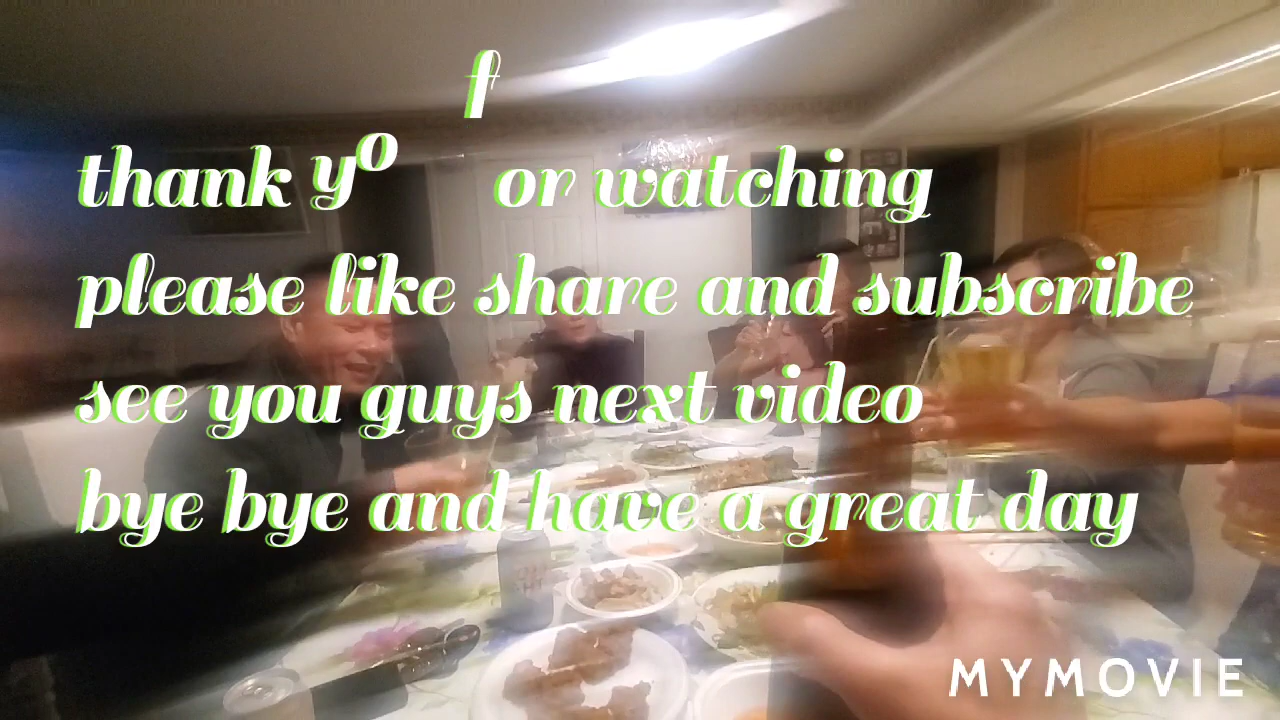 thank yo for watching
please like share and subscribe
see you guys next video
bye bye and have a great day
MYMOVIE